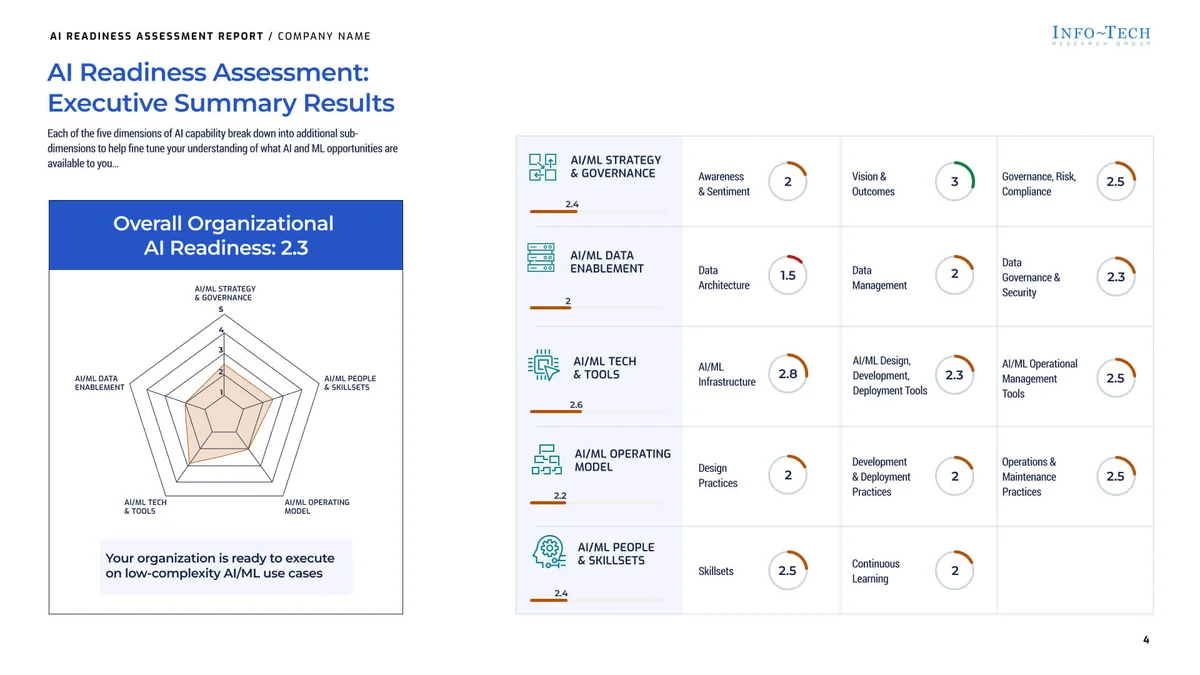 AI READINESS ASSESSMENT REPORT / COMPANY NAME
INFO~TECH
RESEARCH GROUP
AI Readiness Assessment:
Executive Summary Results
Each of the five dimensions of AI capability break down into additional sub-
dimensions to help fine tune your understanding of what AI and ML opportunities are
available to you...
Overall Organizational
AI Readiness: 2.3
AI/ML STRATEGY
& GOVERNANCE
5
4
3
2
1
AI/ML DATA
ENABLEMENT
AI/ML PEOPLE
& SKILLSETS
AI/ML TECH
& TOOLS
AI/ML OPERATING
MODEL
Your organization is ready to execute
on low-complexity AI/ML use cases
AI/ML STRATEGY
& GOVERNANCE
2.4
Awareness
& Sentiment
2
Vision &
Outcomes
3
Governance, Risk,
Compliance
2.5
AI/ML DATA
ENABLEMENT
2
Data
Architecture
1.5
Data
Management
2
Data
Governance &
Security
2.3
AI/ML TECH
& TOOLS
2.6
AI/ML
Infrastructure
2.8
AI/ML Design,
Development,
Deployment Tools
2.3
AI/ML Operational
Management
Tools
2.5
AI/ML OPERATING
MODEL
2.2
Design
Practices
2
Development
& Deployment
Practices
2
Operations &
Maintenance
Practices
2.5
AI/ML PEOPLE
& SKILLSETS
2.4
Skillsets
2.5
Continuous
Learning
2
4